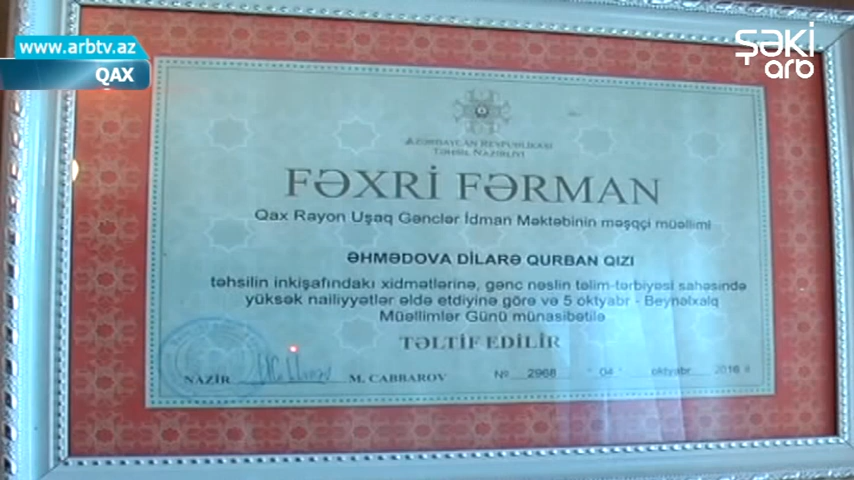 www.arbtv.az
QAX
ŞƏKİ
arb
AZƏRBAYCAN RESPUBLİKASI
TƏHSİL NAZİRLİYİ
FƏXRİ FƏRMAN
Qax Rayon Uşaq Gənclər İdman Məktəbinin məşqçi müəllimi
ƏHMƏDOVA DİLARƏ QURBAN QIZI
təhsilin inkişafındakı xidmətlərinə, gənc nəslin təlim-tərbiyəsi sahəsində
yüksək nailiyyətlər əldə etdiyinə görə və 5 oktyabr - Beynəlxalq
Müəllimlər Günü münasibətilə
TƏLTİF EDİLİR
NAZİR M. CABBAROV № 2968 "04" oktyabr 2016